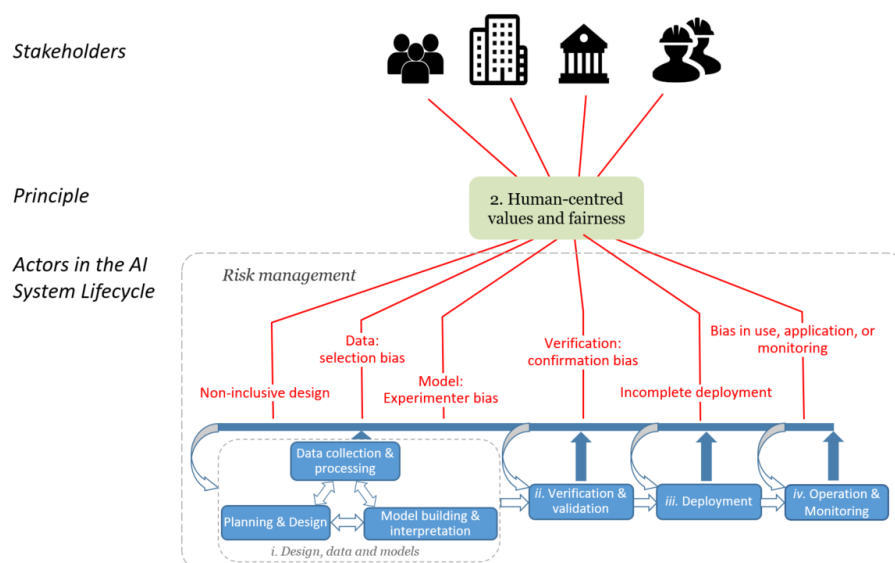 Stakeholders
Principle
2. Human-centred
values and fairness
Actors in the AI
System Lifecycle
Risk management
Non-inclusive design
Data:
selection bias
Model:
Experimenter bias
Verification:
confirmation bias
Incomplete deployment
Bias in use, application, or
monitoring
Data collection &
processing
Planning & Design
Model building &
interpretation
i. Design, data and models
ii. Verification &
validation
iii. Deployment
iv. Operation &
Monitoring